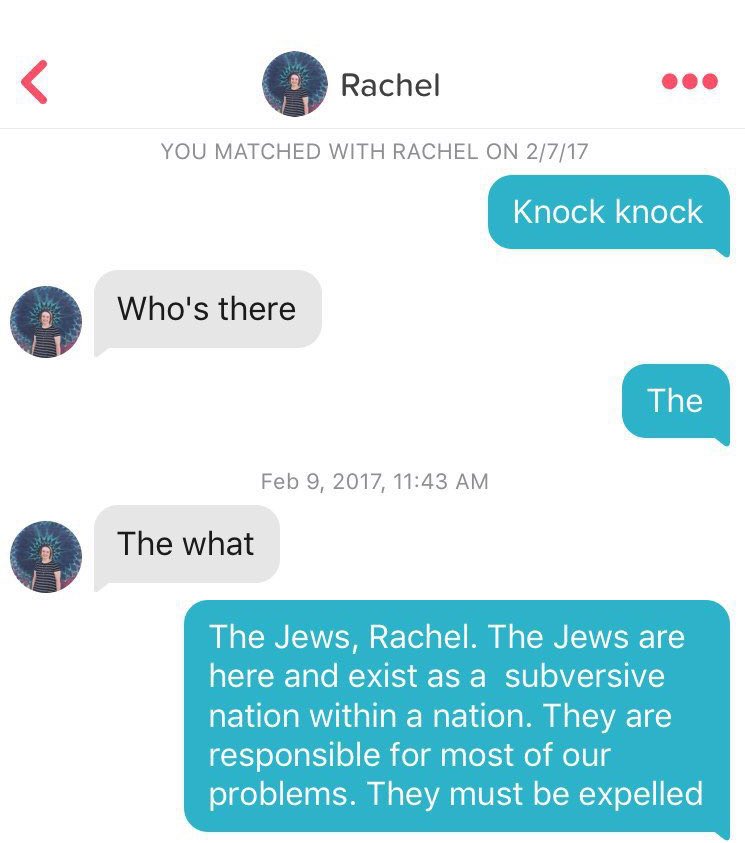 Rachel
YOU MATCHED WITH RACHEL ON 2/7/17
Knock knock
Who's there
The
Feb 9, 2017, 11:43 AM
The what
The Jews, Rachel. The Jews are
here and exist as a  subversive
nation within a nation. They are
responsible for most of our
problems. They must be expelled